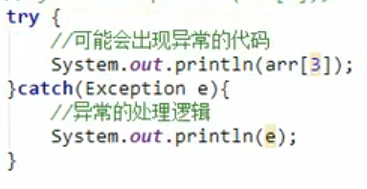 try {
//可能会出现异常的代码
System.out.println(arr[3]);
}catch(Exception e){
//异常的处理逻辑
System.out.println(e);
}